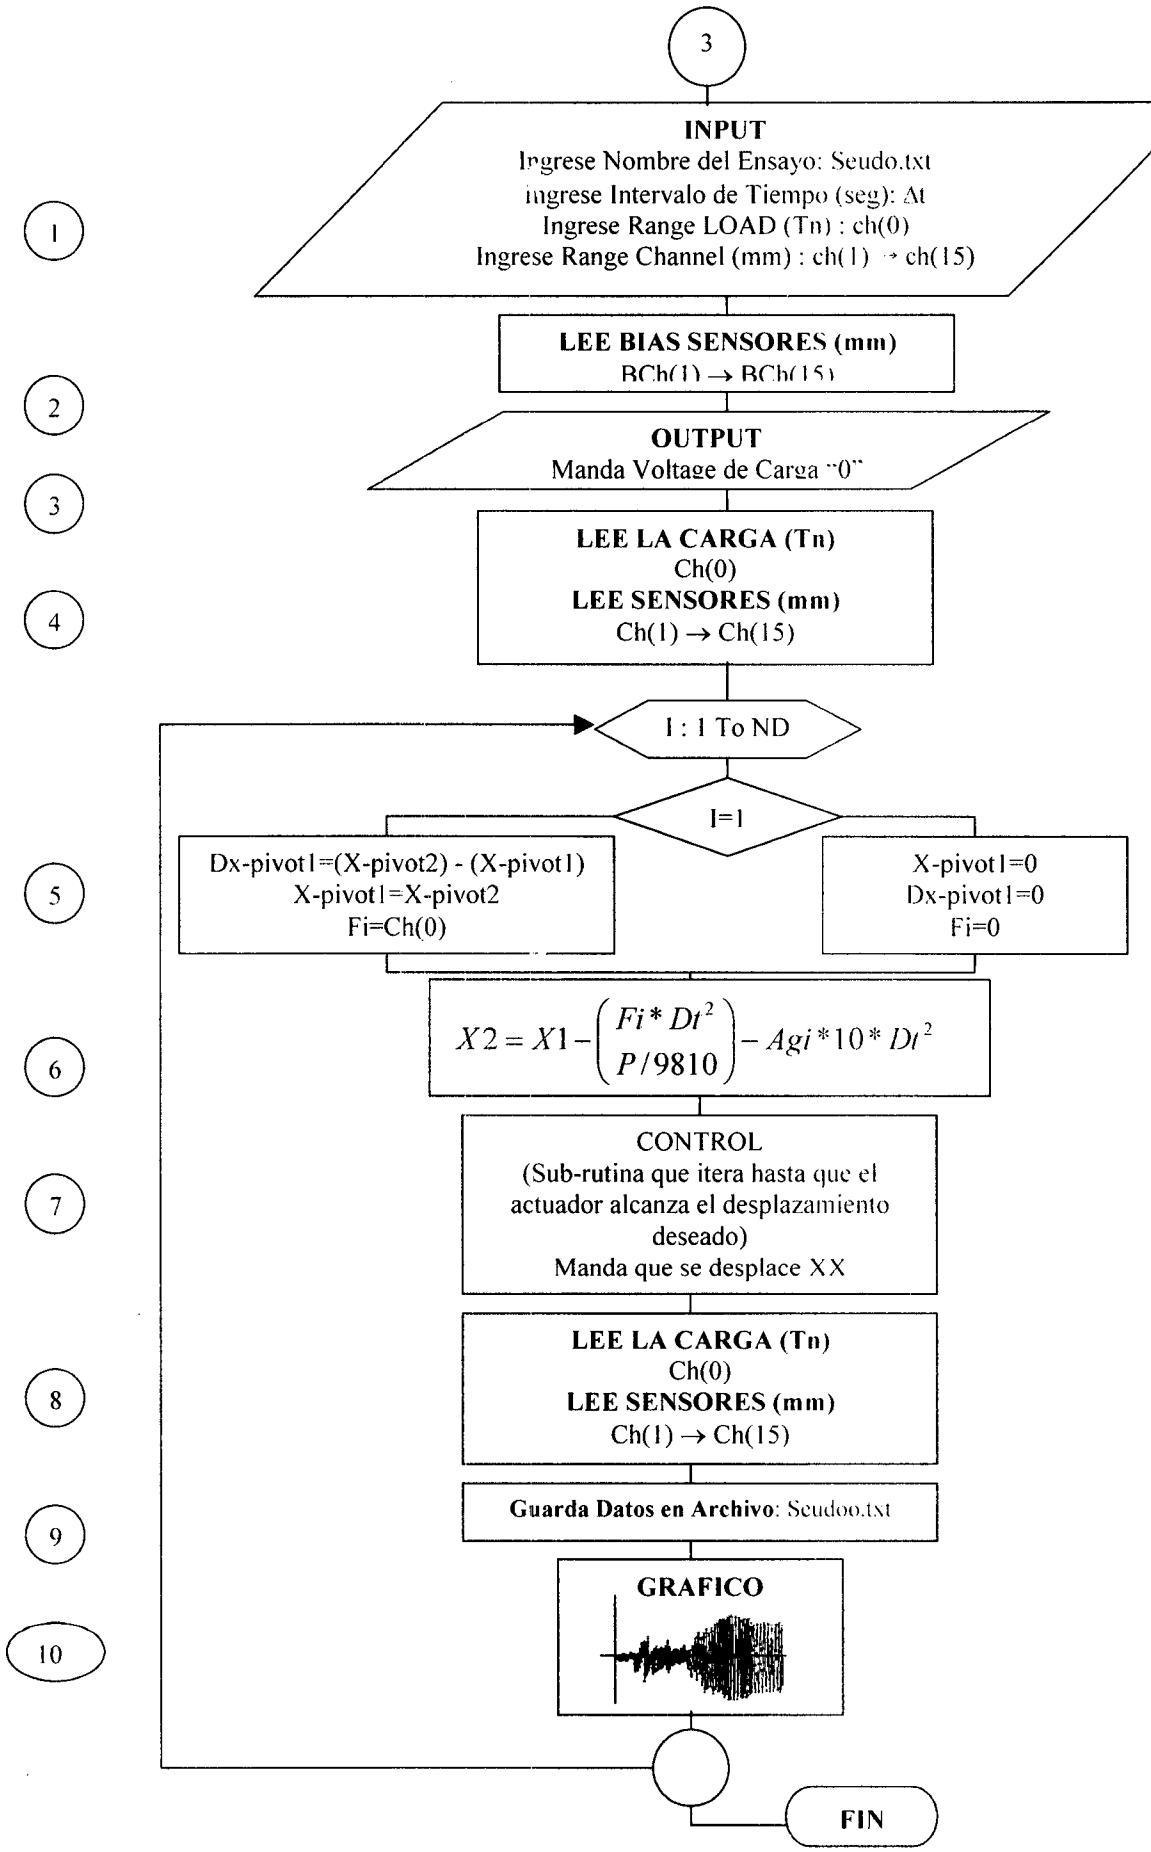 3
INPUT
Ingrese Nombre del Ensayo: Seudo.txt
Ingrese Intervalo de Tiempo (seg): Δt
Ingrese Range LOAD (Tn) : ch(0)
Ingrese Range Channel (mm) : ch(1) → ch(15)
1
LEE BIAS SENSORES (mm)
BCh(1) → BCh(15)
2
OUTPUT
Manda Voltage de Carga "0"
3
LEE LA CARGA (Tn)
Ch(0)
LEE SENSORES (mm)
Ch(1) → Ch(15)
4
I : 1 To ND
I=1
Dx-pivot1=(X-pivot2) - (X-pivot1)
X-pivot1=X-pivot2
Fi=Ch(0)
X-pivot1=0
Dx-pivot1=0
Fi=0
5
X2 = X1 - (Fi * Dt² P/9810) - Agi *10* Dt²
6
CONTROL
(Sub-rutina que itera hasta que el
actuador alcanza el desplazamiento
deseado)
Manda que se desplace XX
7
LEE LA CARGA (Tn)
Ch(0)
LEE SENSORES (mm)
Ch(1) → Ch(15)
8
Guarda Datos en Archivo: Seudoo.txt
9
GRAFICO
10
FIN